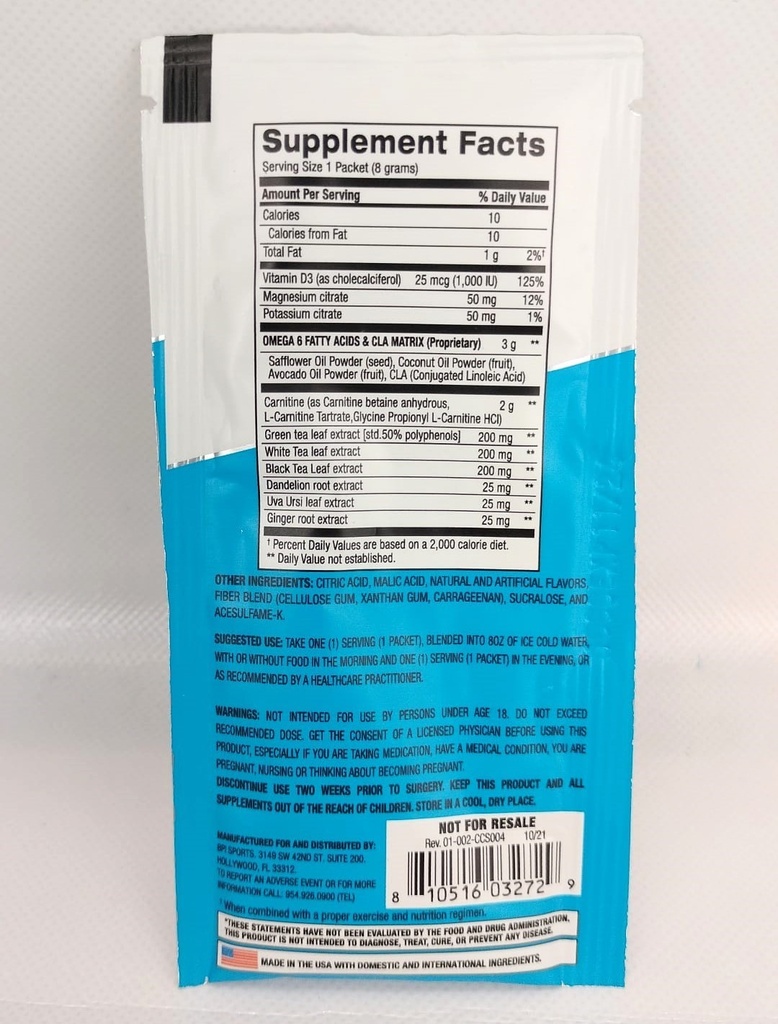 Supplement Facts
Serving Size 1 Packet (8 grams)
Amount Per Serving % Daily Value
Calories 10
Calories from Fat 10
Total Fat 1 g 2%†
Vitamin D3 (as cholecalciferol) 25 mcg (1,000 IU) 125%
Magnesium citrate 50 mg 12%
Potassium citrate 50 mg 1%
OMEGA 6 FATTY ACIDS & CLA MATRIX (Proprietary) 3 g **
Safflower Oil Powder (seed), Coconut Oil Powder (fruit),
Avocado Oil Powder (fruit), CLA (Conjugated Linoleic Acid)
Carnitine (as Carnitine betaine anhydrous, 2 g **
L-Carnitine Tartrate,Glycine Propionyl L-Carnitine HCl)
Green tea leaf extract [std.50% polyphenols] 200 mg **
White Tea leaf extract 200 mg **
Black Tea Leaf extract 200 mg **
Dandelion root extract 25 mg **
Uva Ursi leaf extract 25 mg **
Ginger root extract 25 mg **
† Percent Daily Values are based on a 2,000 calorie diet.
** Daily Value not established.
OTHER INGREDIENTS: CITRIC ACID, MALIC ACID, NATURAL AND ARTIFICIAL FLAVORS,
FIBER BLEND (CELLULOSE GUM, XANTHAN GUM, CARRAGEENAN), SUCRALOSE, AND
ACESULFAME-K.
SUGGESTED USE: TAKE ONE (1) SERVING (1 PACKET), BLENDED INTO 8OZ OF ICE COLD WATER,
WITH OR WITHOUT FOOD IN THE MORNING AND ONE (1) SERVING (1 PACKET) IN THE EVENING, OR
AS RECOMMENDED BY A HEALTHCARE PRACTITIONER.
WARNINGS: NOT INTENDED FOR USE BY PERSONS UNDER AGE 18. DO NOT EXCEED
RECOMMENDED DOSE. GET THE CONSENT OF A LICENSED PHYSICIAN BEFORE USING THIS
PRODUCT, ESPECIALLY IF YOU ARE TAKING MEDICATION, HAVE A MEDICAL CONDITION, YOU ARE
PREGNANT, NURSING OR THINKING ABOUT BECOMING PREGNANT.
DISCONTINUE USE TWO WEEKS PRIOR TO SURGERY. KEEP THIS PRODUCT AND ALL
SUPPLEMENTS OUT OF THE REACH OF CHILDREN. STORE IN A COOL, DRY PLACE.
MANUFACTURED FOR AND DISTRIBUTED BY:
BPI SPORTS. 3149 SW 42ND ST. SUITE 200.
HOLLYWOOD, FL 33312.
TO REPORT AN ADVERSE EVENT OR FOR MORE
INFORMATION CALL: 954.926.0900 (TEL)
NOT FOR RESALE
Rev. 01-002-CCS004 10/21
8 10516 03272 9
† When combined with a proper exercise and nutrition regimen.
*THESE STATEMENTS HAVE NOT BEEN EVALUATED BY THE FOOD AND DRUG ADMINISTRATION.
THIS PRODUCT IS NOT INTENDED TO DIAGNOSE, TREAT, CURE, OR PREVENT ANY DISEASE.
MADE IN THE USA WITH DOMESTIC AND INTERNATIONAL INGREDIENTS.